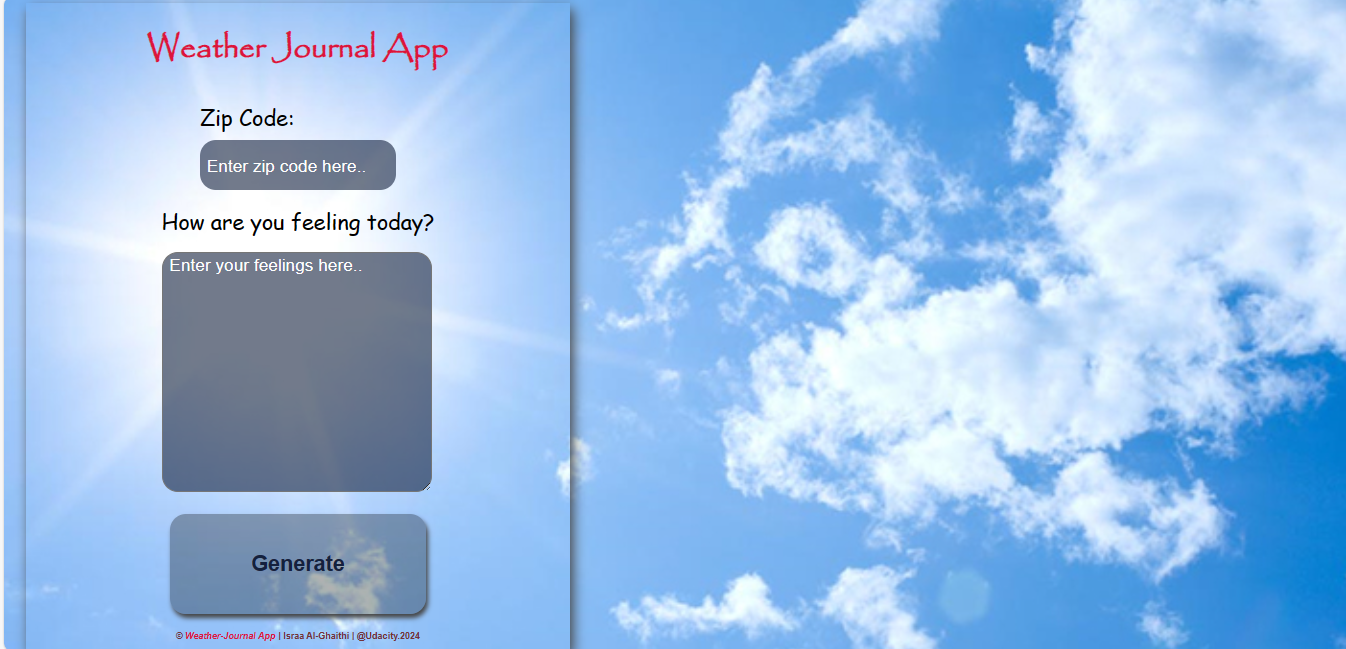 Weather Journal App
Zip Code:
Enter zip code here..
How are you feeling today?
Enter your feelings here..
Generate
© Weather-Journal App | Israa Al-Ghaithi | @Udacity.2024